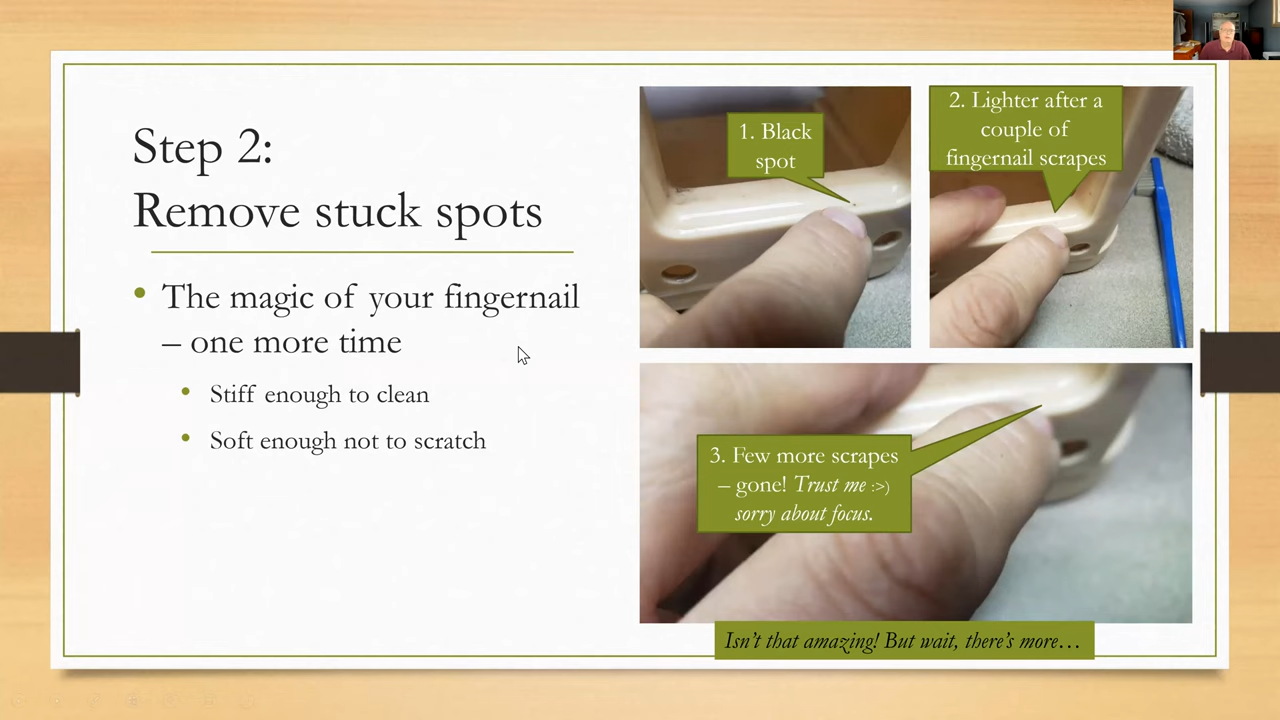 Step 2:
Remove stuck spots
• The magic of your fingernail
– one more time
• Stiff enough to clean
• Soft enough not to scratch
1. Black
spot
2. Lighter after a
couple of
fingernail scrapes
3. Few more scrapes
– gone! Trust me :>)
sorry about focus.
Isn't that amazing! But wait, there's more…